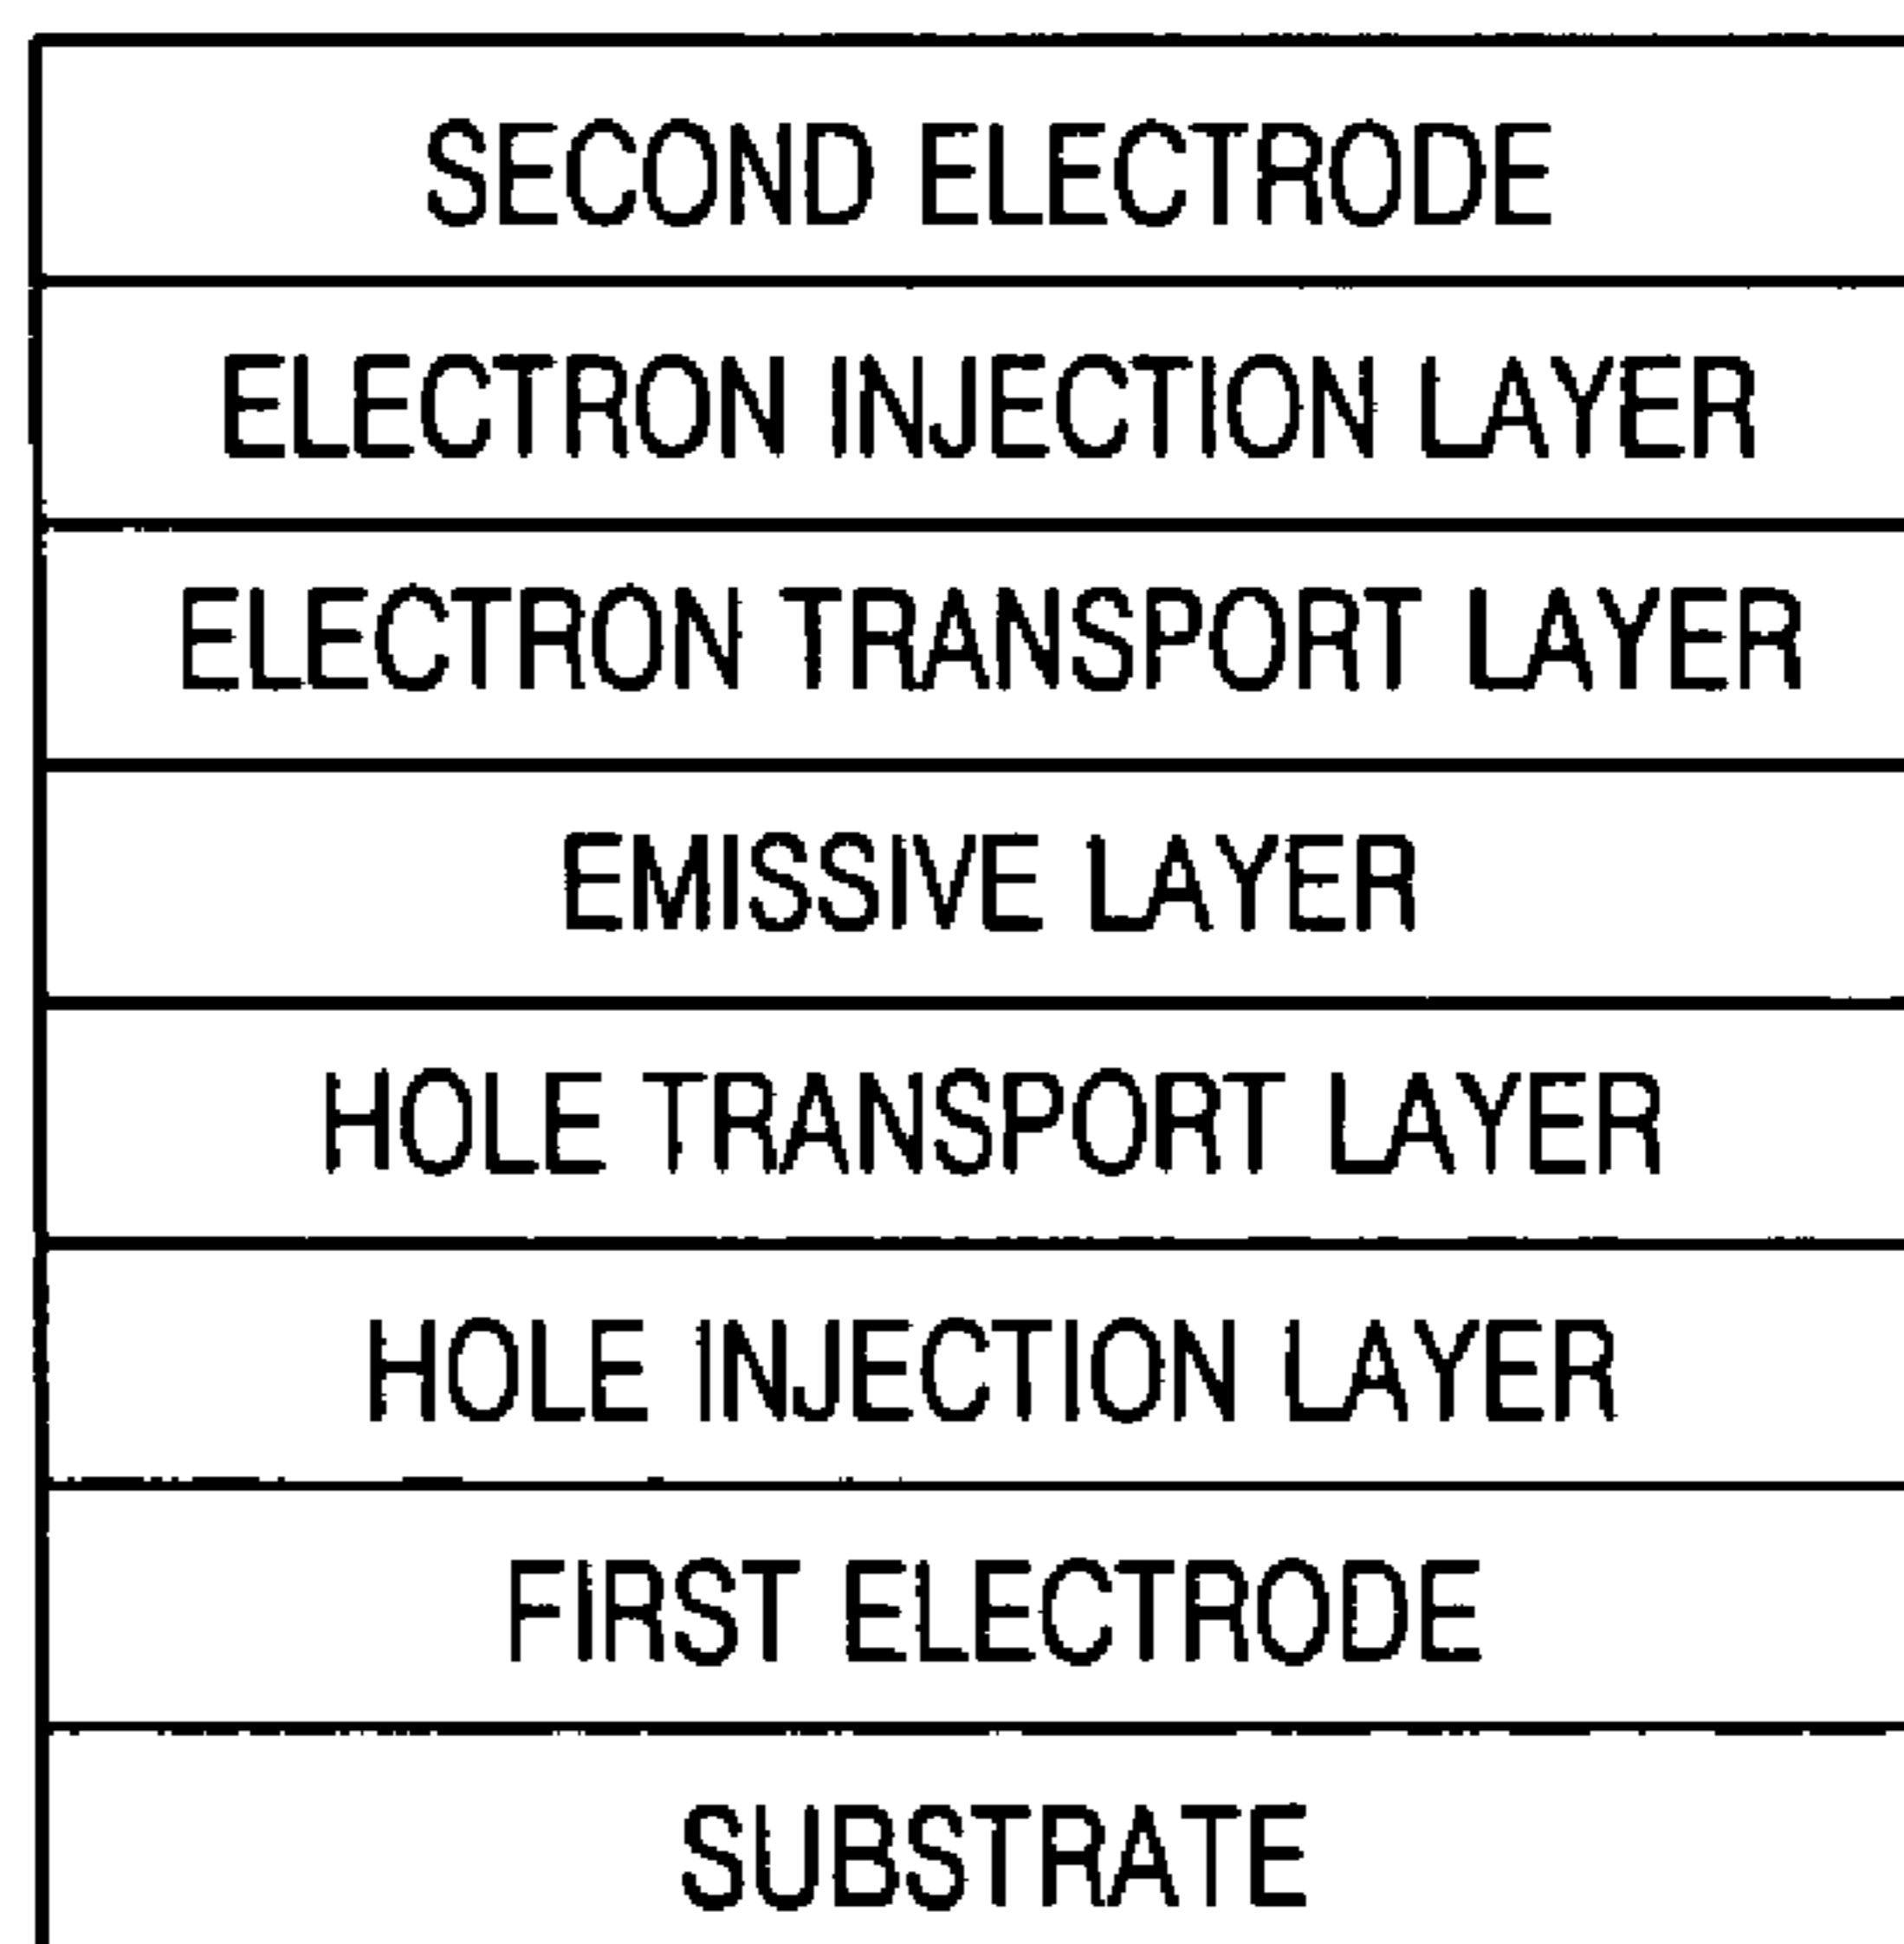 SECOND ELECTRODE
ELECTRON INJECTION LAYER
ELECTRON TRANSPORT LAYER
EMISSIVE LAYER
HOLE TRANSPORT LAYER
HOLE INJECTION LAYER
FIRST ELECTRODE
SUBSTRATE